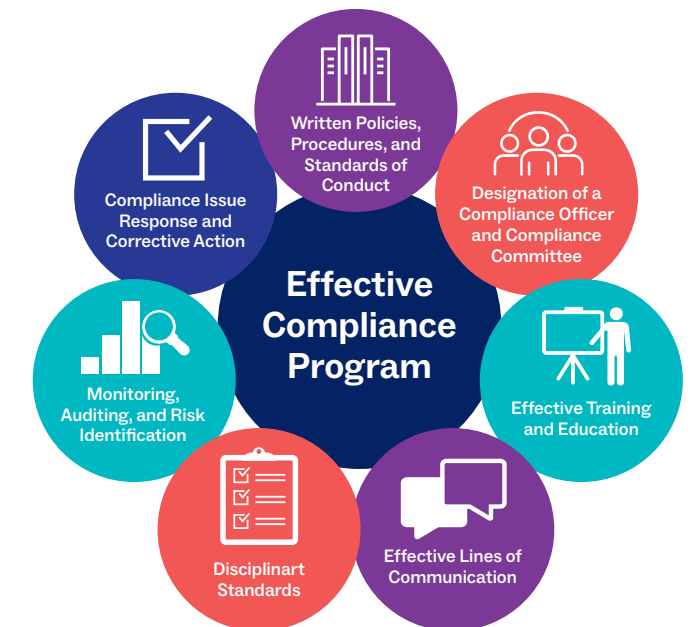 Written Policies,
Procedures, and
Standards of
Conduct
Designation of a
Compliance Officer
and Compliance
Committee
Effective Training
and Education
Effective Lines of
Communication
Disciplinart
Standards
Monitoring,
Auditing, and Risk
Identification
Compliance Issue
Response and
Corrective Action
Effective
Compliance
Program